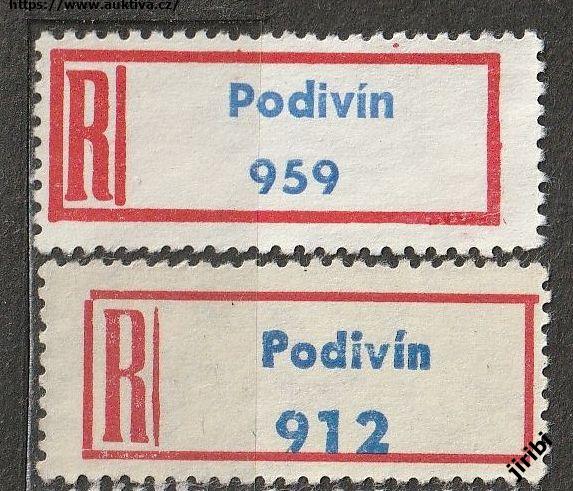 https://www.auktiva.cz/
R
Podivín
959
R
Podivín
912
jiribi